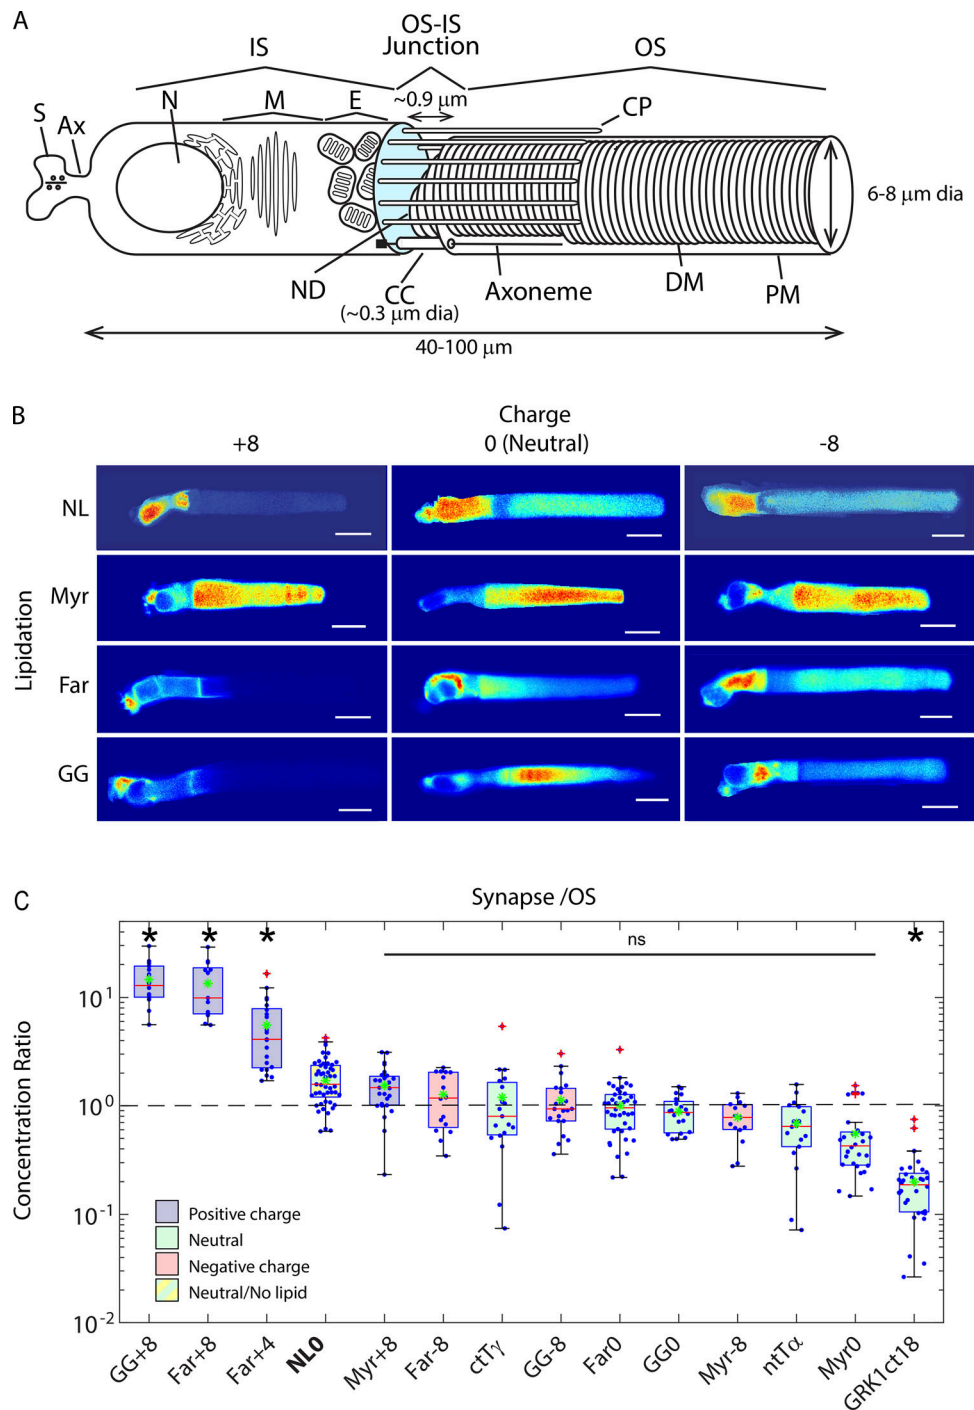 A
OS-IS
Junction
IS
OS
~0.9 μm
S
Ax
N
M
E
CP
6-8 μm dia
ND
CC
(~0.3 μm dia)
Axoneme
DM
PM
40-100 μm
B
Charge
+8
0 (Neutral)
-8
Lipidation
NL
Myr
Far
GG
C
Synapse /OS
* * * ns *
Concentration Ratio
10^1
10^0
10^-1
10^-2
Positive charge
Neutral
Negative charge
Neutral/No lipid
GG+8
Far+8
Far+4
NL0
Myr+8
Far-8
ctTγ
GG-8
Far0
GG0
Myr-8
ntTα
Myr0
GRK1ct18